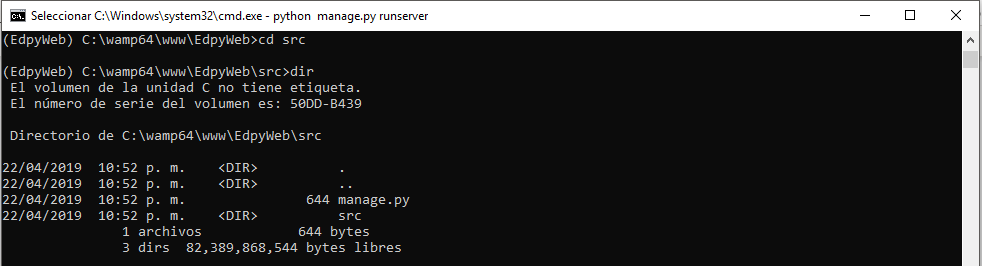 Seleccionar C:\Windows\system32\cmd.exe - python  manage.py runserver
(EdpyWeb) C:\wamp64\www\EdpyWeb>cd src
(EdpyWeb) C:\wamp64\www\EdpyWeb\src>dir
 El volumen de la unidad C no tiene etiqueta.
 El número de serie del volumen es: 50DD-B439
 Directorio de C:\wamp64\www\EdpyWeb\src
22/04/2019  10:52 p. m.    <DIR>          .
22/04/2019  10:52 p. m.    <DIR>          ..
22/04/2019  10:52 p. m.               644 manage.py
22/04/2019  10:52 p. m.    <DIR>          src
               1 archivos            644 bytes
               3 dirs  82,389,868,544 bytes libres